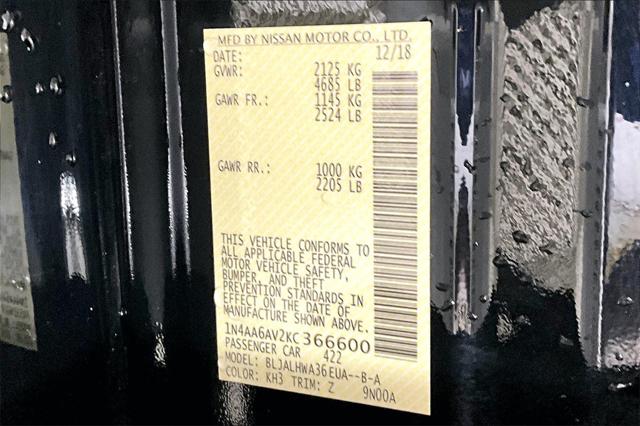 MFD BY NISSAN MOTOR CO., LTD.
DATE: 12/18
GVWR: 2125 KG
4685 LB
GAWR FR.: 1145 KG
2524 LB
GAWR RR.: 1000 KG
2205 LB
THIS VEHICLE CONFORMS TO
ALL APPLICABLE FEDERAL
MOTOR VEHICLE SAFETY,
BUMPER, AND THEFT
PREVENTION STANDARDS IN
EFFECT ON THE DATE OF
MANUFACTURE SHOWN ABOVE.
1N4AA6AV2KC366600
PASSENGER CAR 422
MODEL: BLJALHWA36EUA--B-A
COLOR: KH3 TRIM: Z 9N00A